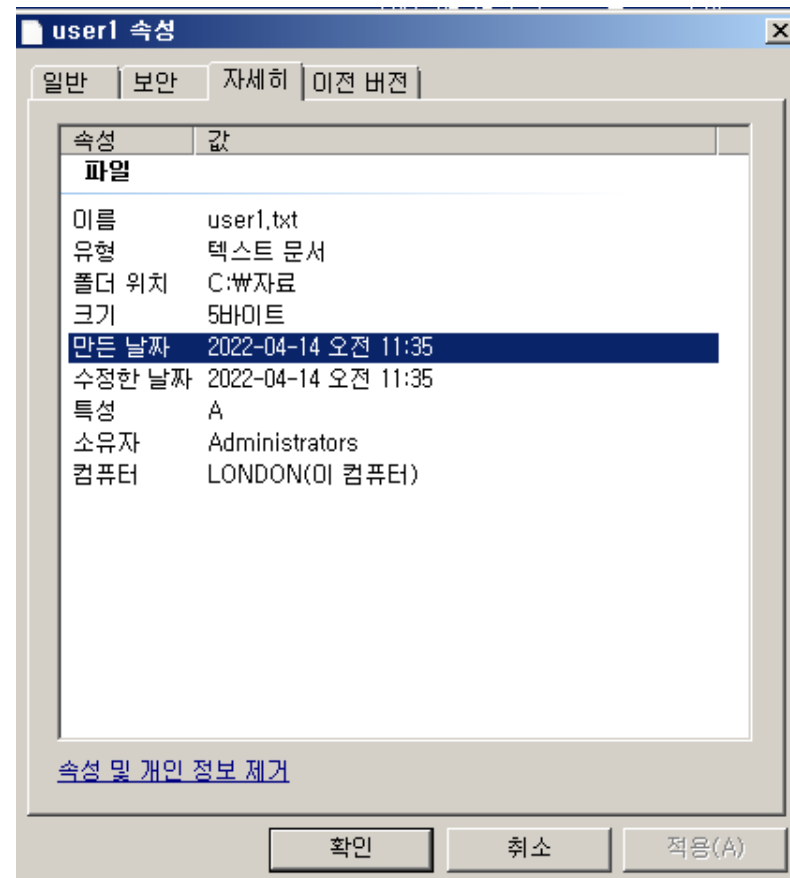 user1 속성
일반 보안 자세히 이전 버전
속성 값
파일
이름 user1.txt
유형 텍스트 문서
폴더 위치 C:₩자료
크기 5바이트
만든 날짜 2022-04-14 오전 11:35
수정한 날짜 2022-04-14 오전 11:35
특성 A
소유자 Administrators
컴퓨터 LONDON(이 컴퓨터)
속성 및 개인 정보 제거
확인 취소 적용(A)